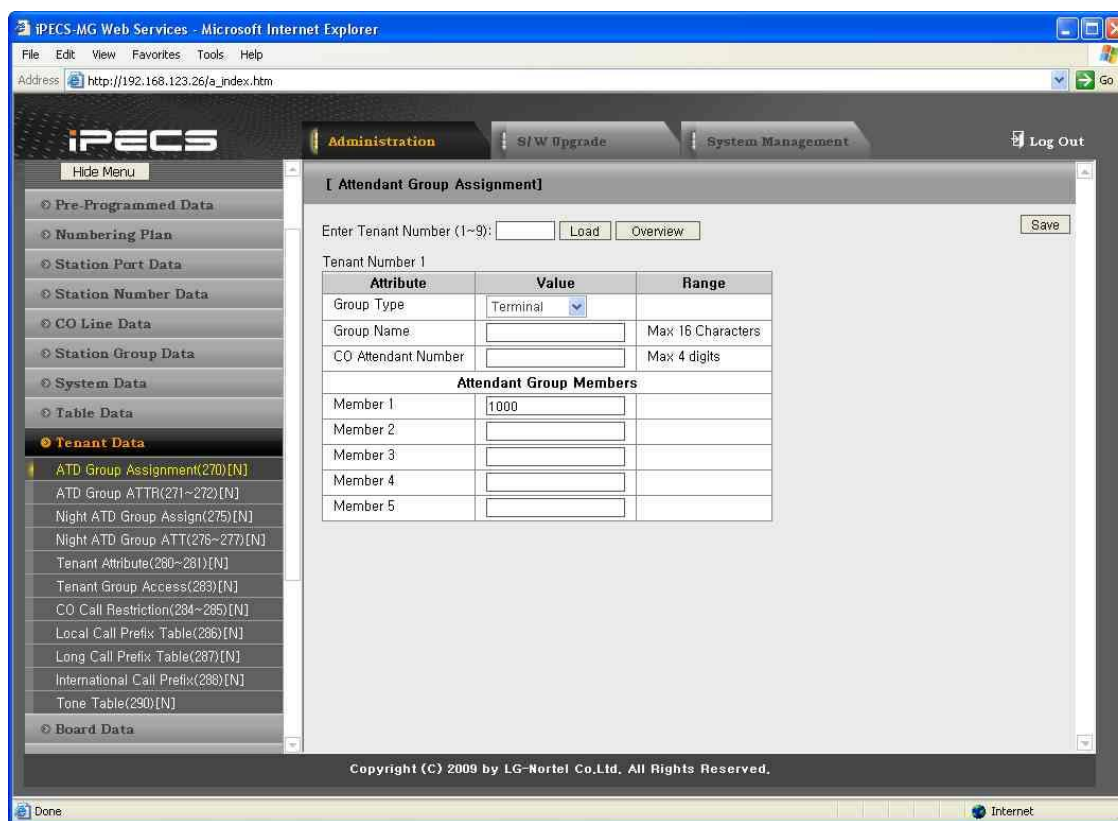 iPECS-MG Web Services - Microsoft Internet Explorer
File Edit View Favorites Tools Help
Address http://192.168.123.26/a_index.htm Go
iPECS
Administration
S/W Upgrade
System Management
Log Out
Hide Menu
Pre-Programmed Data
Numbering Plan
Station Port Data
Station Number Data
CO Line Data
Station Group Data
System Data
Table Data
Tenant Data
ATD Group Assignment(270)[N]
ATD Group ATTR(271~272)[N]
Night ATD Group Assign(275)[N]
Night ATD Group ATT(276~277)[N]
Tenant Attribute(280~281)[N]
Tenant Group Access(283)[N]
CO Call Restriction(284~285)[N]
Local Call Prefix Table(286)[N]
Long Call Prefix Table(287)[N]
International Call Prefix(288)[N]
Tone Table(290)[N]
Board Data
[ Attendant Group Assignment]
Enter Tenant Number (1~9): Load Overview
Save
Tenant Number 1
Attribute Value Range
Group Type Terminal
Group Name Max 16 Characters
CO Attendant Number Max 4 digits
Attendant Group Members
Member 1 1000
Member 2
Member 3
Member 4
Member 5
Copyright (C) 2009 by LG-Nortel Co,Ltd, All Rights Reserved,
Done Internet